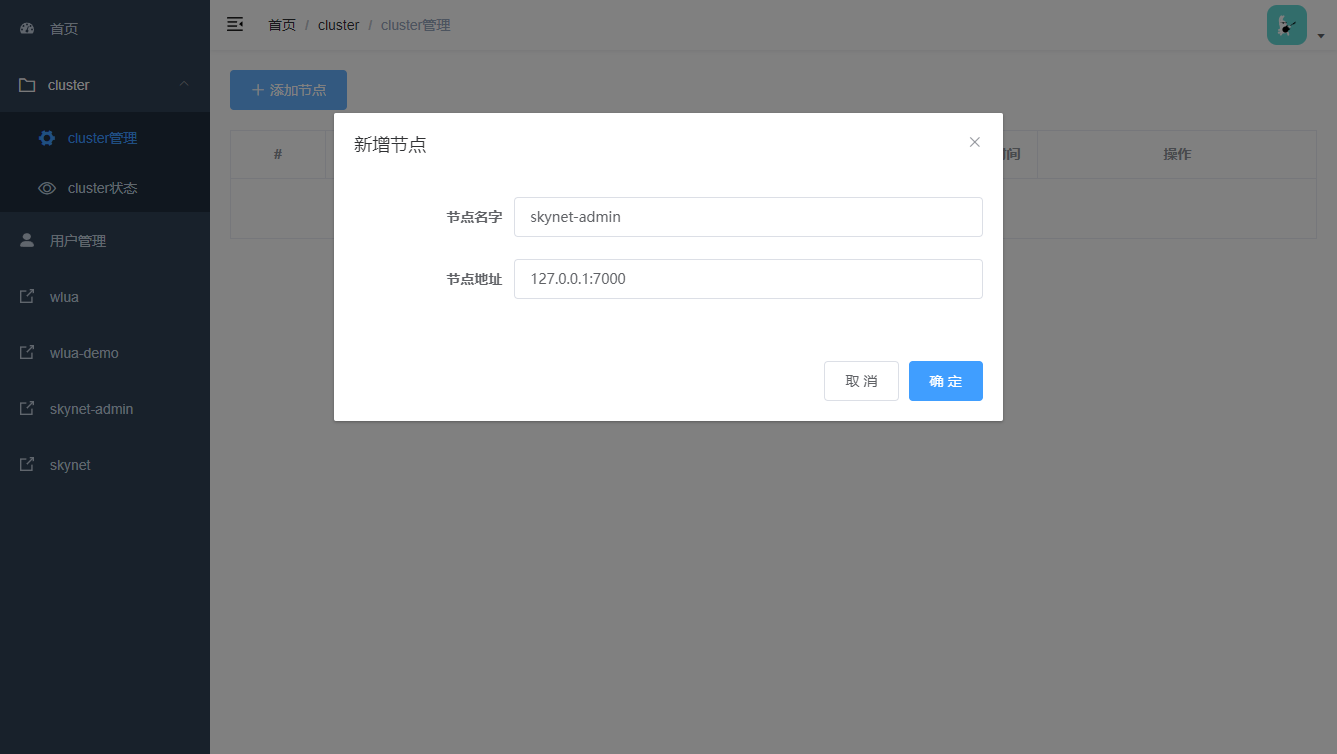 首页
cluster
cluster管理
cluster状态
用户管理
wlua
wlua-demo
skynet-admin
skynet
首页 / cluster / cluster管理
+ 添加节点
# 间 操作
新增节点
节点名字 skynet-admin
节点地址 127.0.0.1:7000
取 消 确 定